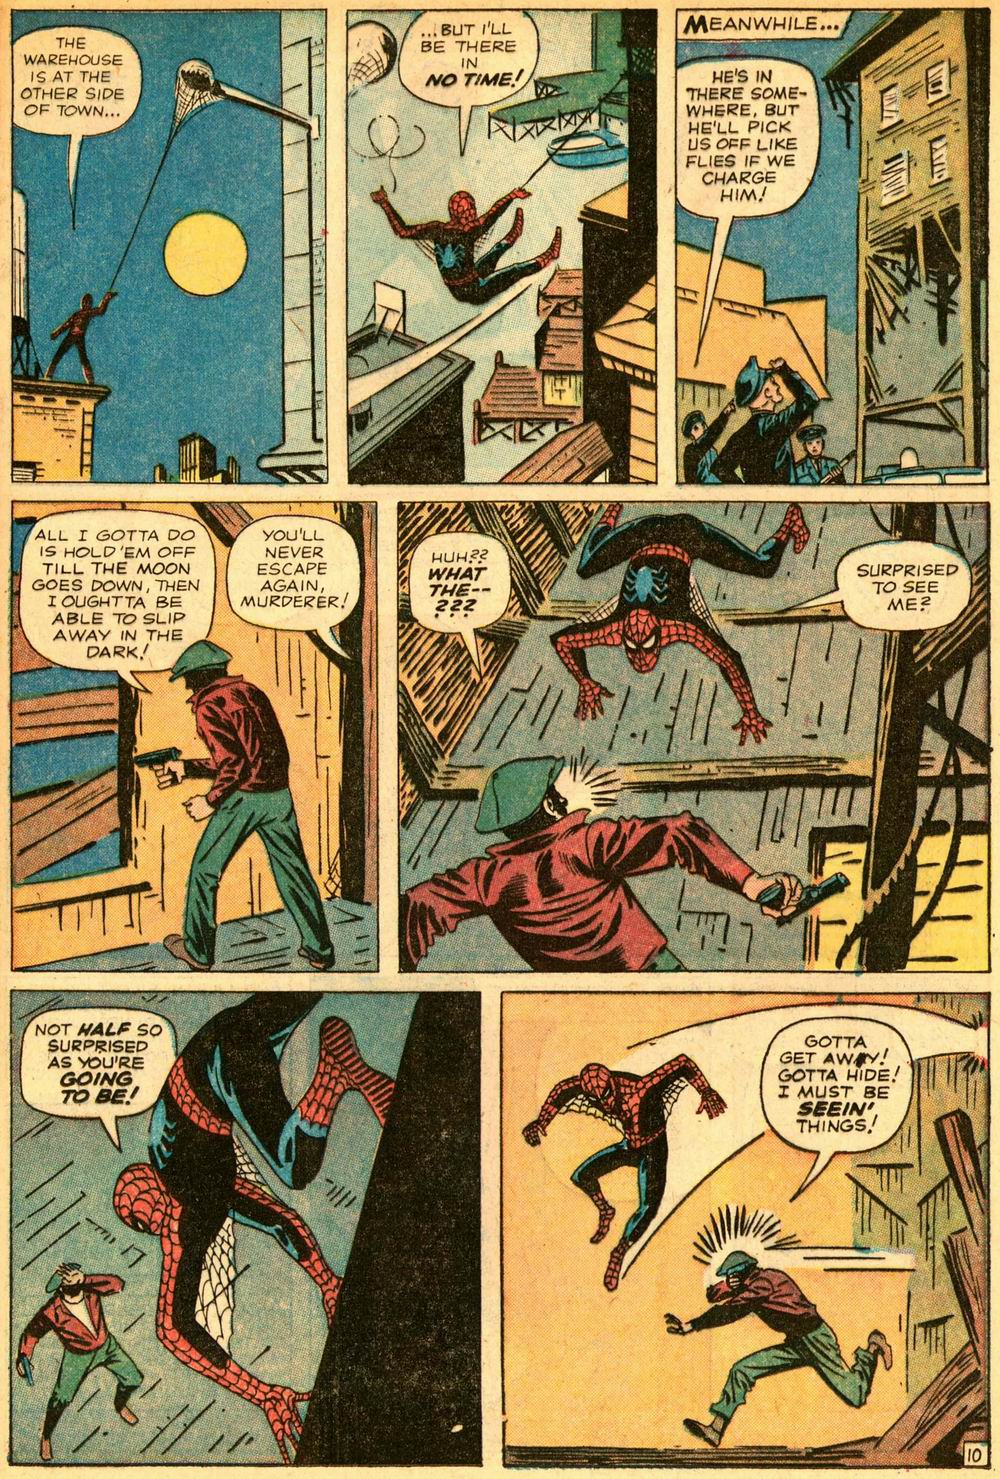 THE
WAREHOUSE
IS AT THE
OTHER SIDE
OF TOWN...
...BUT I'LL
BE THERE
IN
NO TIME!
MEANWHILE...
HE'S IN
THERE SOME-
WHERE, BUT
HE'LL PICK
US OFF LIKE
FLIES IF WE
CHARGE
HIM!
ALL I GOTTA DO
IS HOLD 'EM OFF
TILL THE MOON
GOES DOWN, THEN
I OUGHTTA BE
ABLE TO SLIP
AWAY IN THE
DARK!
YOU'LL
NEVER
ESCAPE
AGAIN,
MURDERER!
HUH??
WHAT
THE--
???
SURPRISED
TO SEE
ME?
NOT HALF SO
SURPRISED
AS YOU'RE
GOING
TO BE!
GOTTA
GET AWAY!
GOTTA HIDE!
I MUST BE
SEEIN'
THINGS!
10